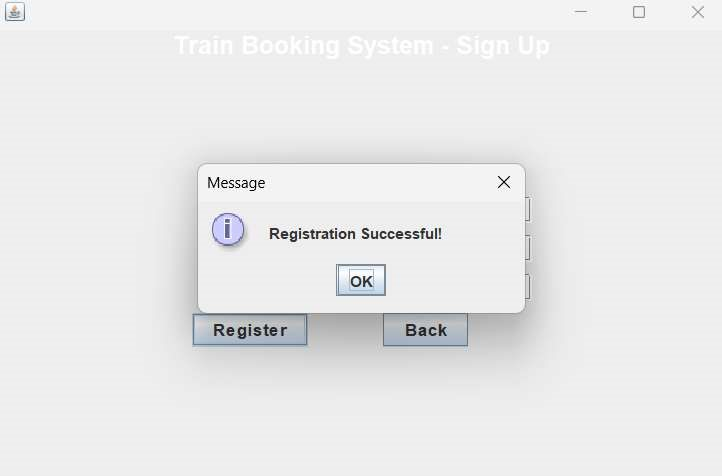 Train Booking System - Sign Up
Message
Registration Successful!
OK
Register
Back